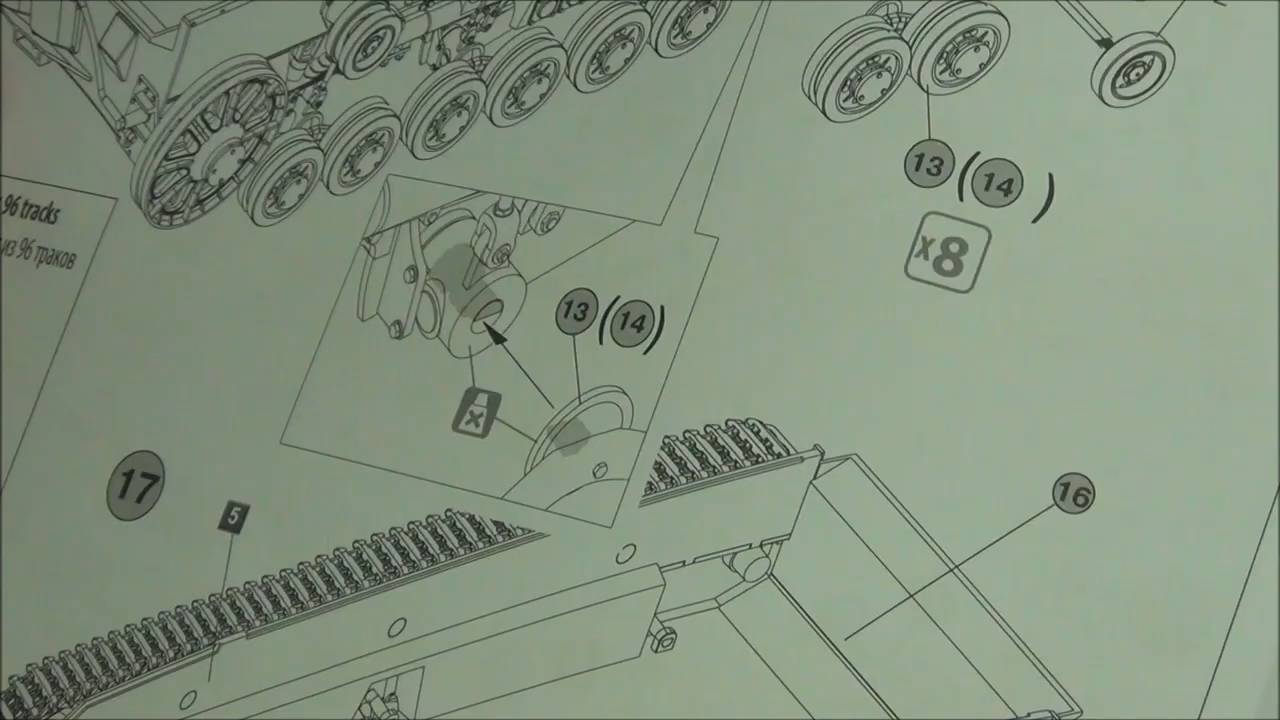 13 (14)
x8
96 tracks
из 96 траков
13 (14)
x
17
5
16